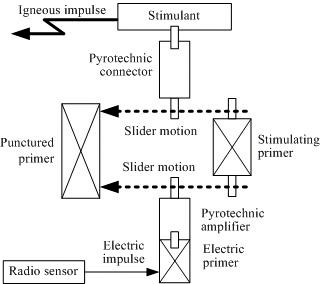 Igneous impulse
Stimulant
Pyrotechnic
connector
Slider motion
Punctured
primer
Stimulating
primer
Slider motion
Pyrotechnic
amplifier
Electric
impulse
Electric
primer
Radio sensor